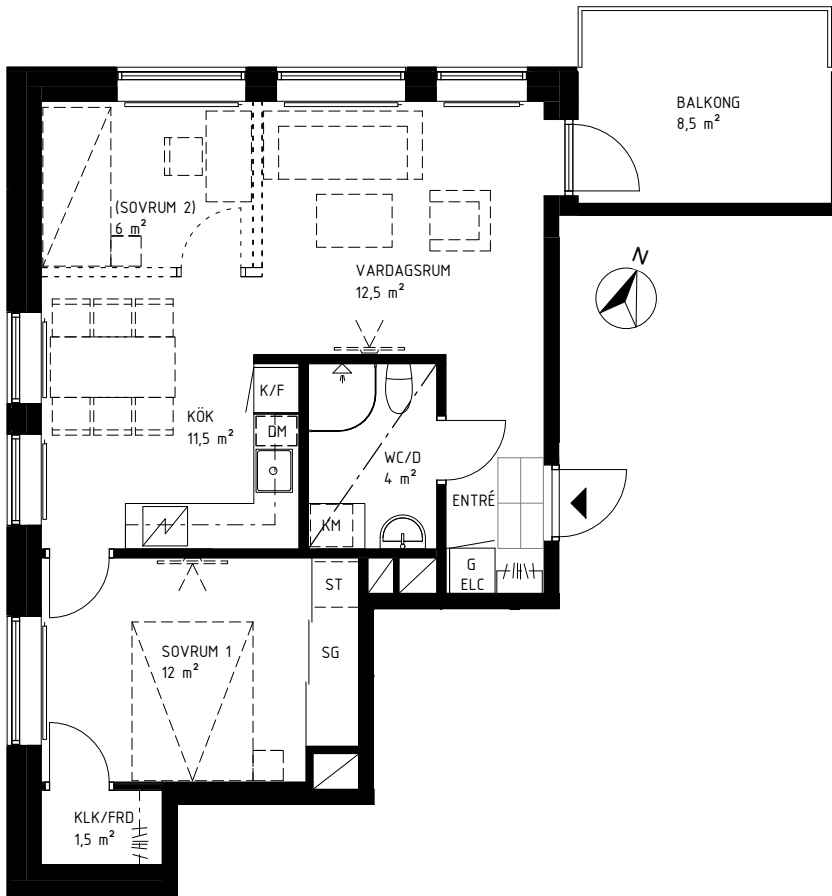 BALKONG
8,5 m²
(SOVRUM 2)
6 m²
N
VARDAGSRUM
12,5 m²
K/F
KÖK
11,5 m²
DM
WC/D
4 m²
ENTRÉ
KM
G
ELC
ST
SOVRUM 1
12 m²
SG
KLK/FRD
1,5 m²